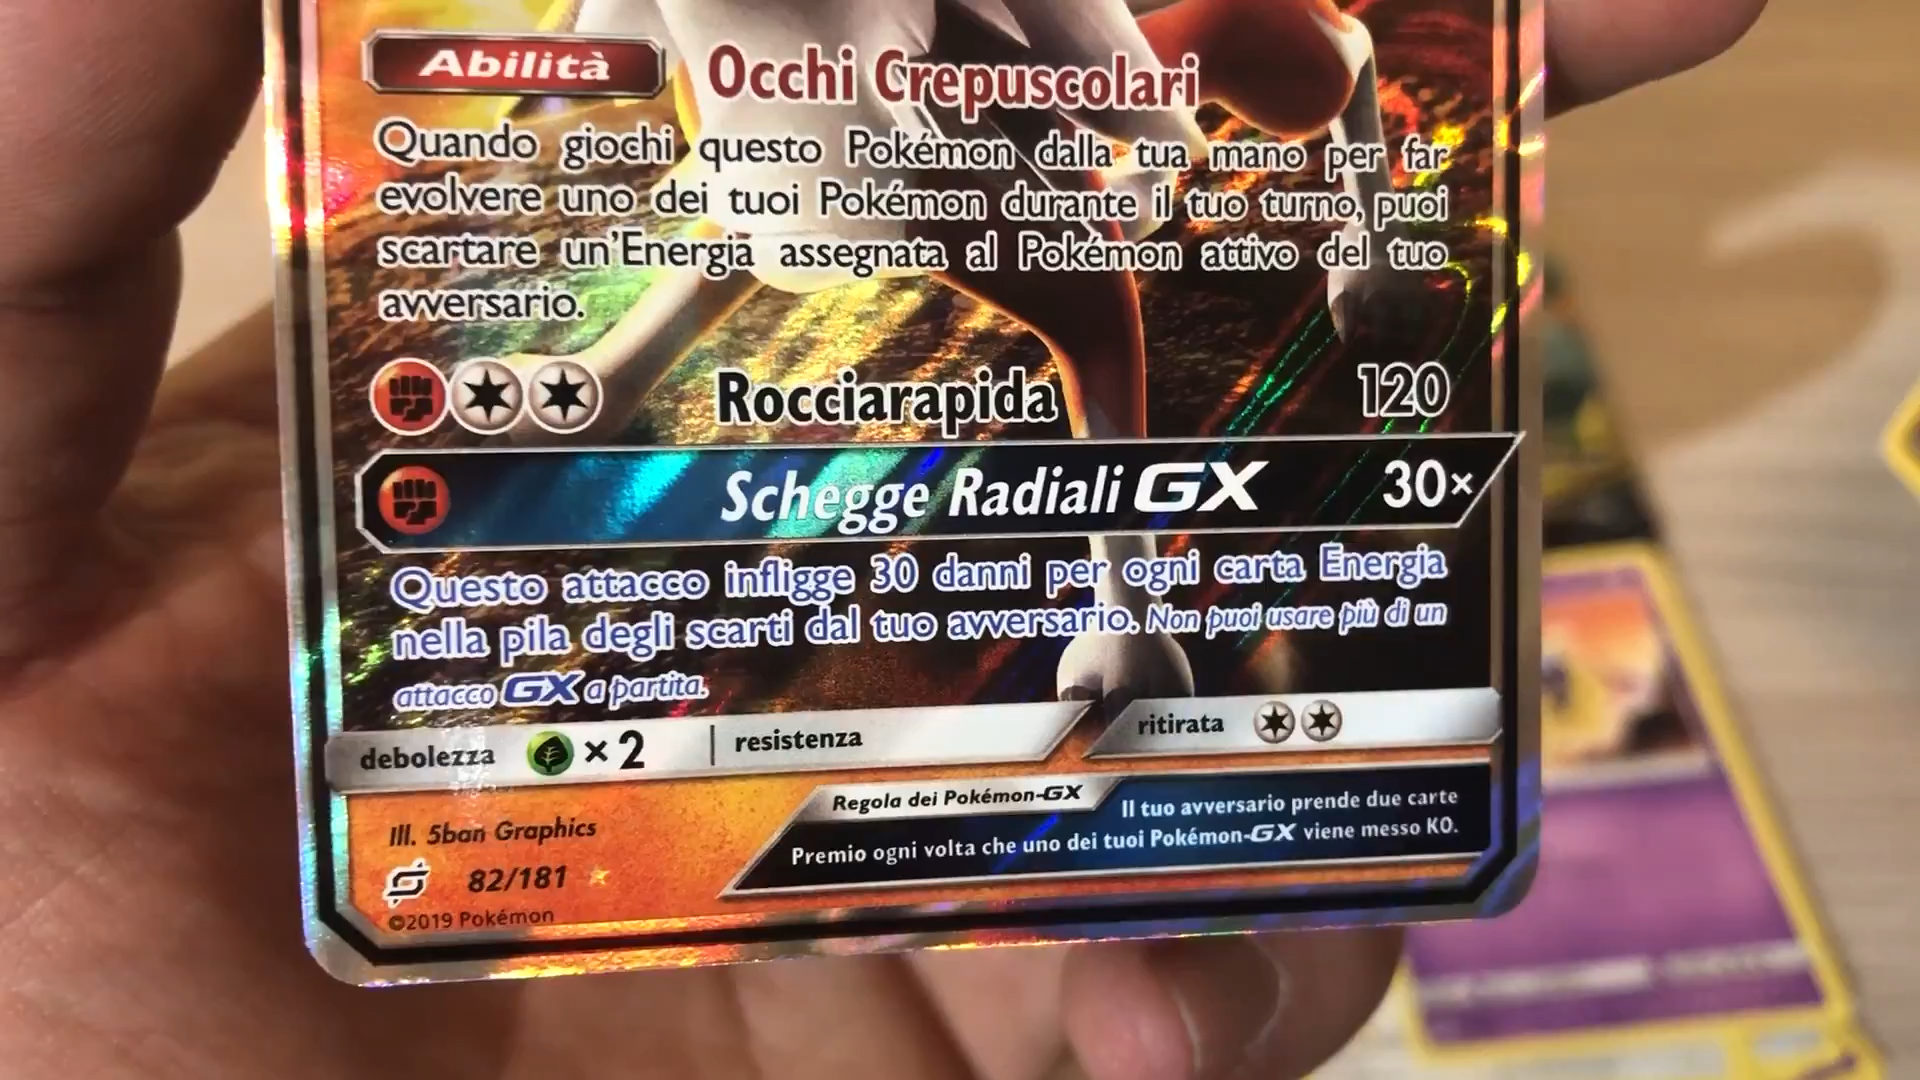 Abilità Occhi Crepuscolari
Quando giochi questo Pokémon dalla tua mano per far
evolvere uno dei tuoi Pokémon durante il tuo turno, puoi
scartare un'Energia assegnata al Pokémon attivo del tuo
avversario.
Rocciarapida 120
Schegge Radiali GX 30×
Questo attacco infligge 30 danni per ogni carta Energia
nella pila degli scarti dal tuo avversario. Non puoi usare più di un
attacco GX a partita.
debolezza ×2 resistenza ritirata
Regola dei Pokémon-GX
Il tuo avversario prende due carte
Premio ogni volta che uno dei tuoi Pokémon-GX viene messo KO.
Ill. 5ban Graphics
82/181
©2019 Pokémon